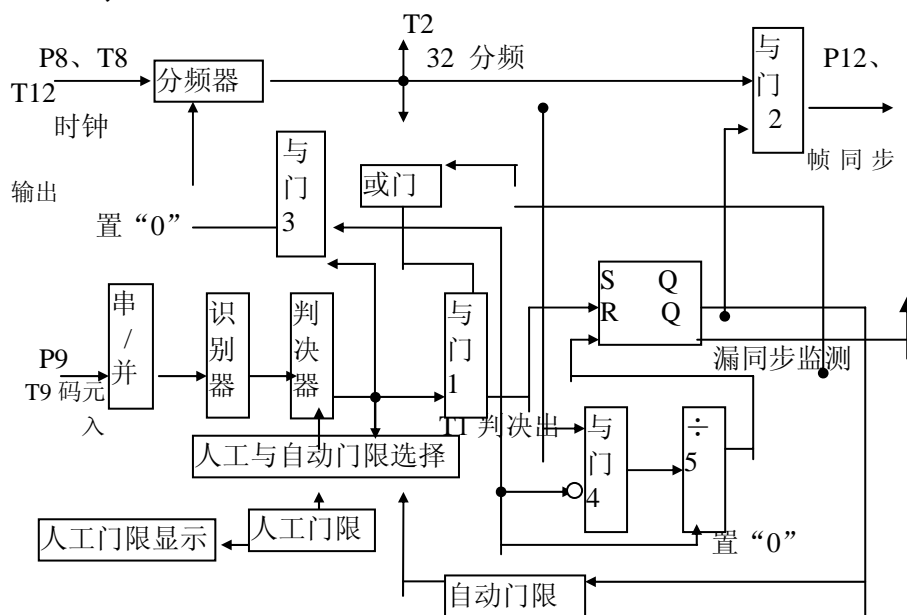 T2
P8、T8
32 分频
P12、
分频器
T12
时钟
与门2
帧 同 步
与门3
或门
输出
置“0”
S Q
R Q
串/并
识别器
判决器
与门1
P9
T9 码元
入
漏同步监测
T1 判决出
与门4
÷5
人工与自动门限选择
人工门限
人工门限显示
置“0”
自动门限